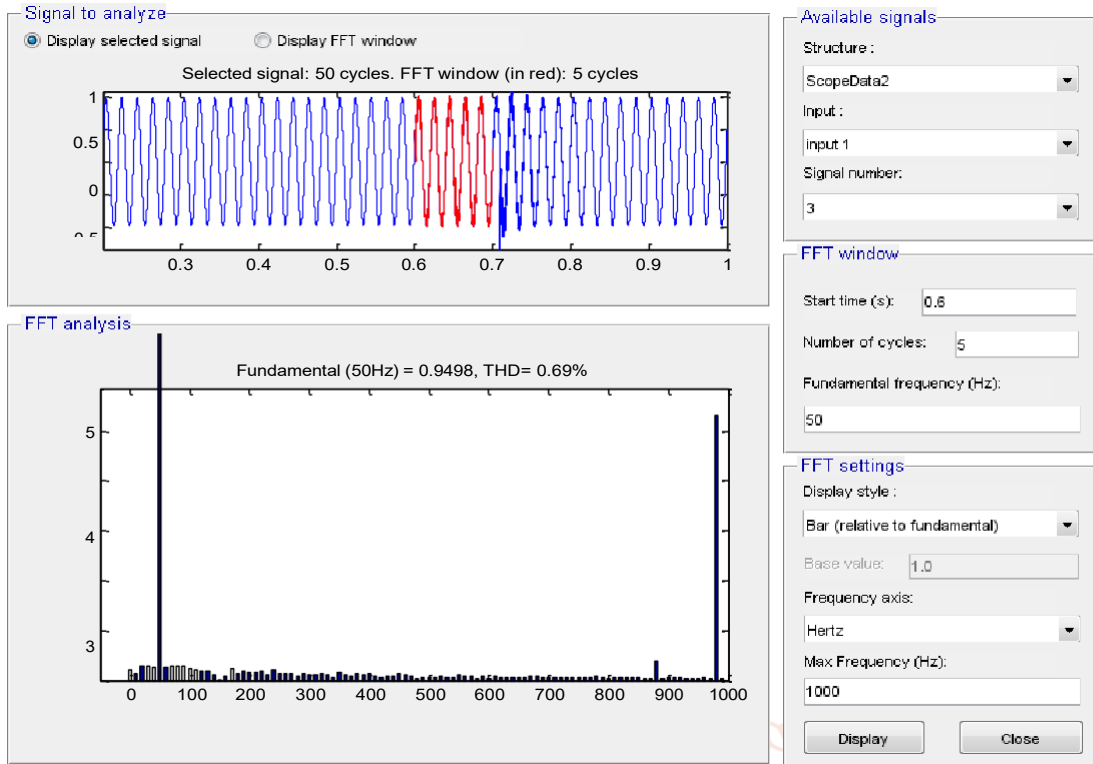 Signal to analyze
Display selected signal
Display FFT window
Selected signal: 50 cycles. FFT window (in red): 5 cycles
1
0.5
0
0.3 0.4 0.5 0.6 0.7 0.8 0.9 1
FFT analysis
Fundamental (50Hz) = 0.9498, THD= 0.69%
5
4
3
0 100 200 300 400 500 600 700 800 900 1000
Available signals
Structure :
ScopeData2
Input :
input 1
Signal number:
3
FFT window
Start time (s): 0.6
Number of cycles: 5
Fundamental frequency (Hz):
50
FFT settings
Display style :
Bar (relative to fundamental)
Base value: 1.0
Frequency axis:
Hertz
Max Frequency (Hz):
1000
Display
Close